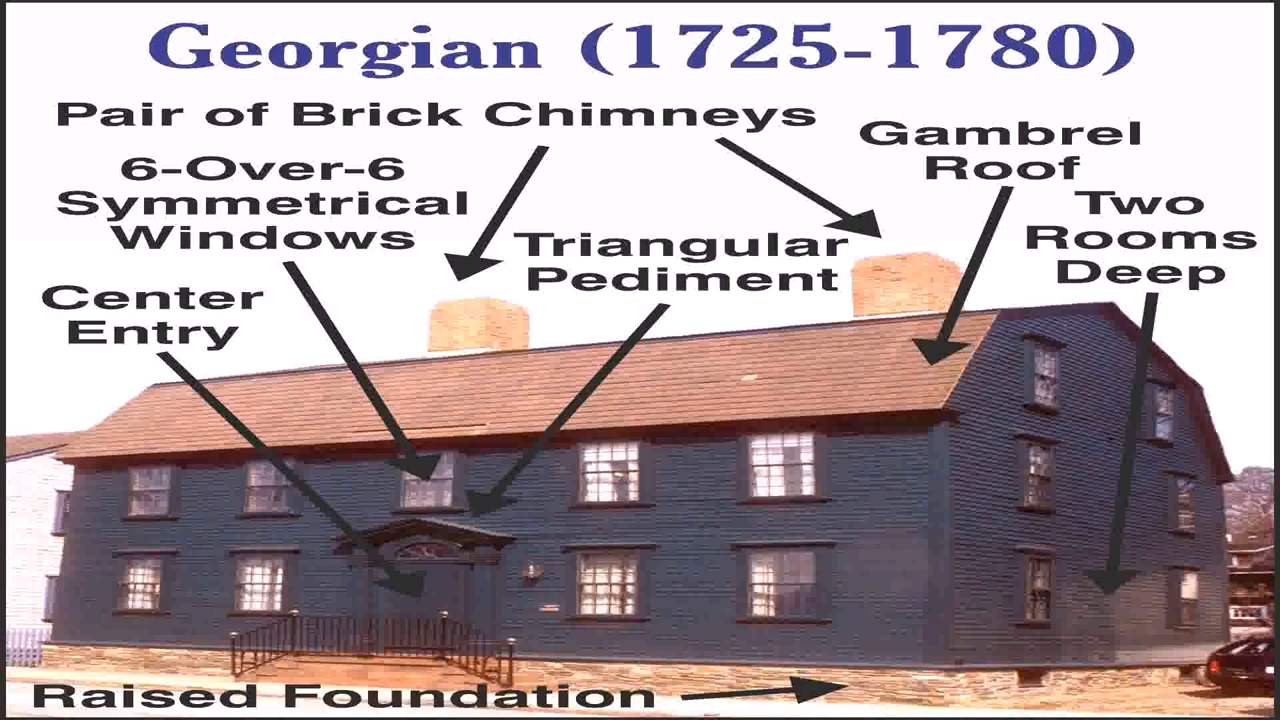 Georgian (1725-1780)
Pair of Brick Chimneys
Gambrel
Roof
6-Over-6
Symmetrical
Windows
Two
Rooms
Deep
Triangular
Pediment
Center
Entry
Raised Foundation